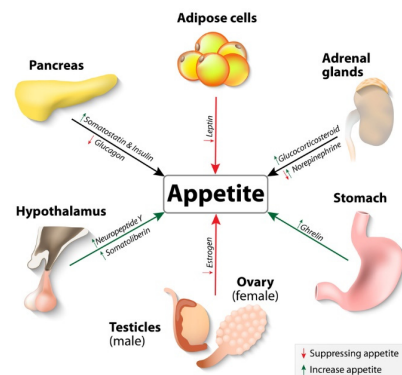 Adipose cells
Pancreas
Adrenal
glands
Somatostatin & Insulin
Glucagon
Leptin
Glucocorticosteroid
Norepinephrine
Appetite
Hypothalamus
Stomach
Neuropeptide Y
Somatoliberin
Estrogen
Ghrelin
Ovary
(female)
Testicles
(male)
Suppressing appetite
Increase appetite